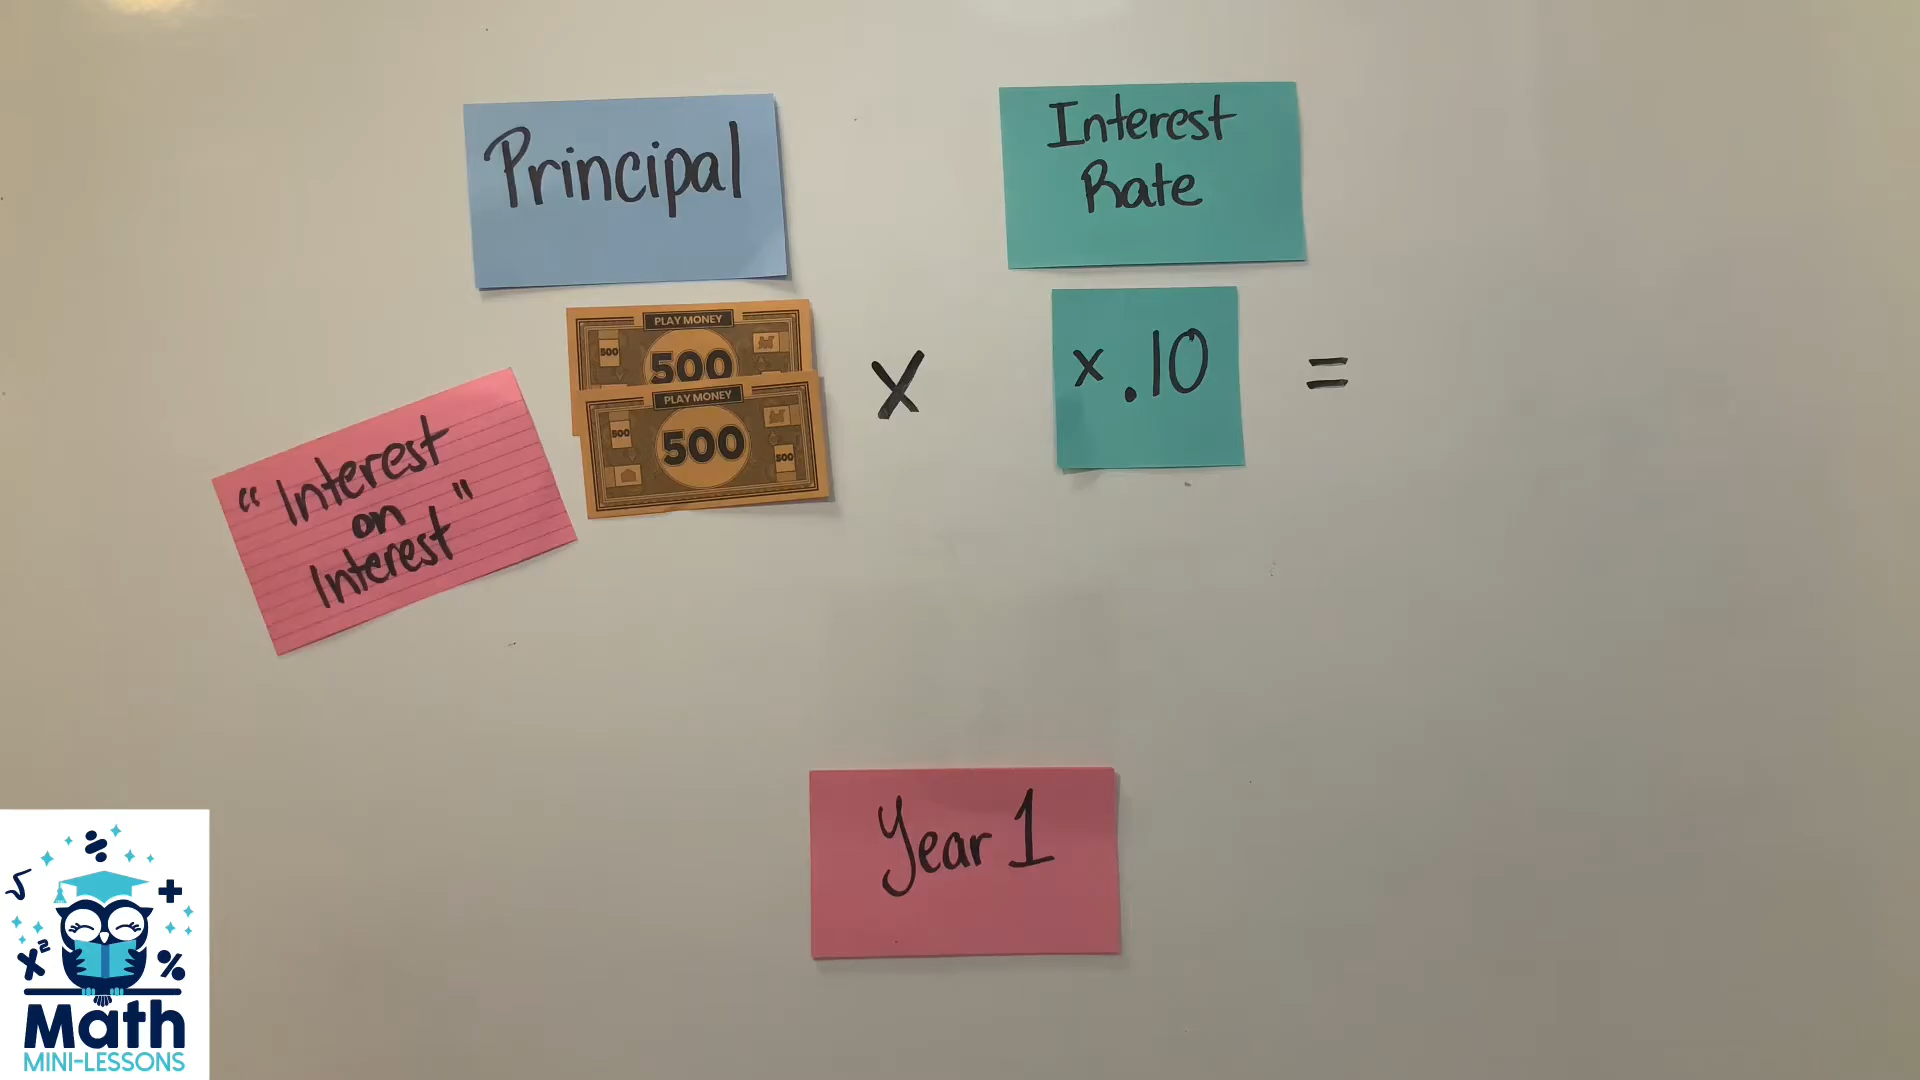 Principal
Interest
Rate
PLAY MONEY
500
500
PLAY MONEY
500
500
500
X
x .10
=
“Interest
on
Interest”
Year 1
√ ÷ +
x² %
Math
MINI-LESSONS